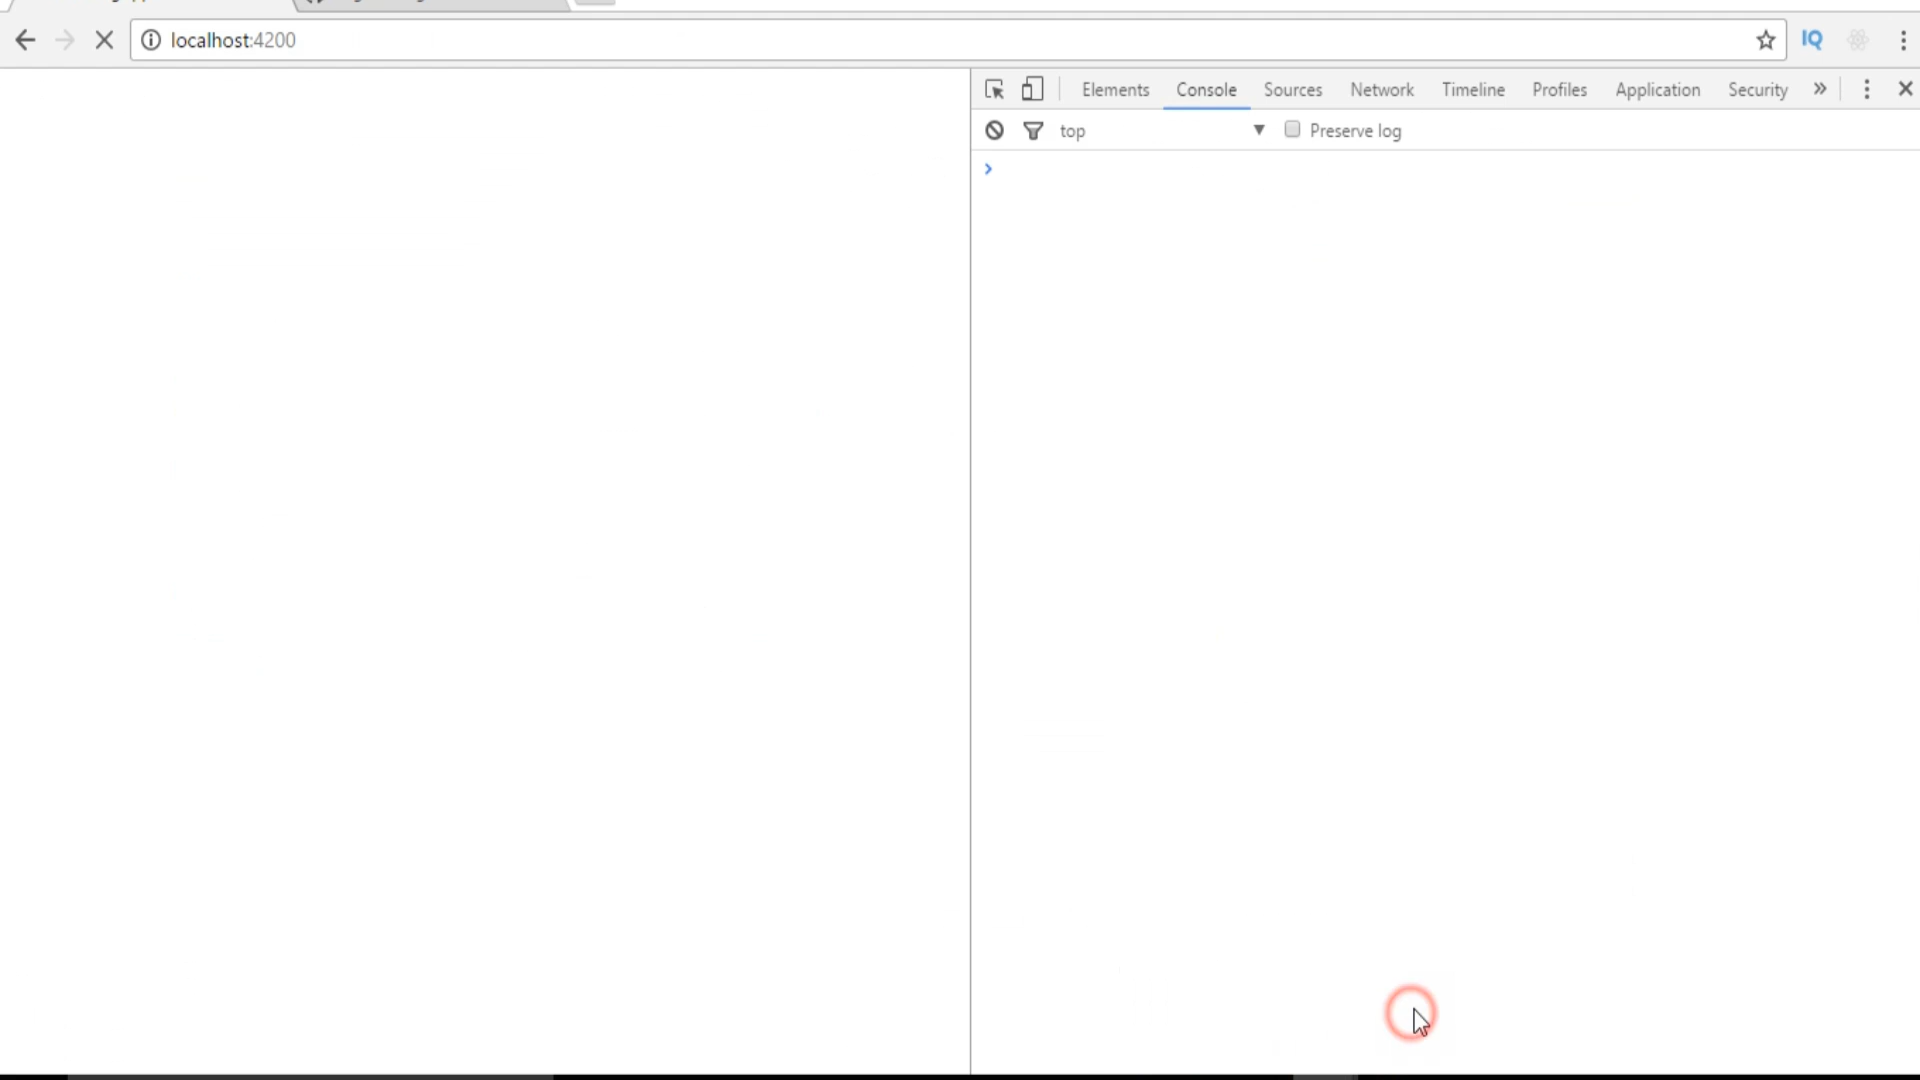 localhost:4200
IQ
Elements Console Sources Network Timeline Profiles Application Security »
top Preserve log